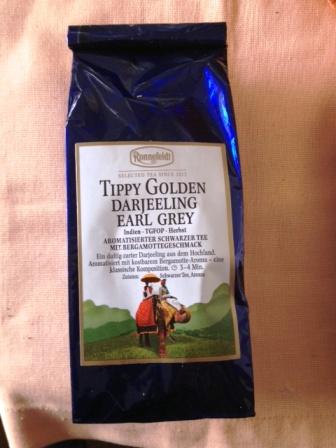 Ronnefeldt
SELECTED TEA SINCE 1823
TIPPY GOLDEN
DARJEELING
EARL GREY
Indien · TGFOP · Herbst
AROMATISIERTER SCHWARZER TEE
MIT BERGAMOTTEGESCHMACK
Ein duftig-zarter Darjeeling aus dem Hochland.
Aromatisiert mit kostbarem Bergamotte-Aroma – eine
klassische Komposition. 3–4 Min.
Zutaten: Schwarzer Tee, Aroma